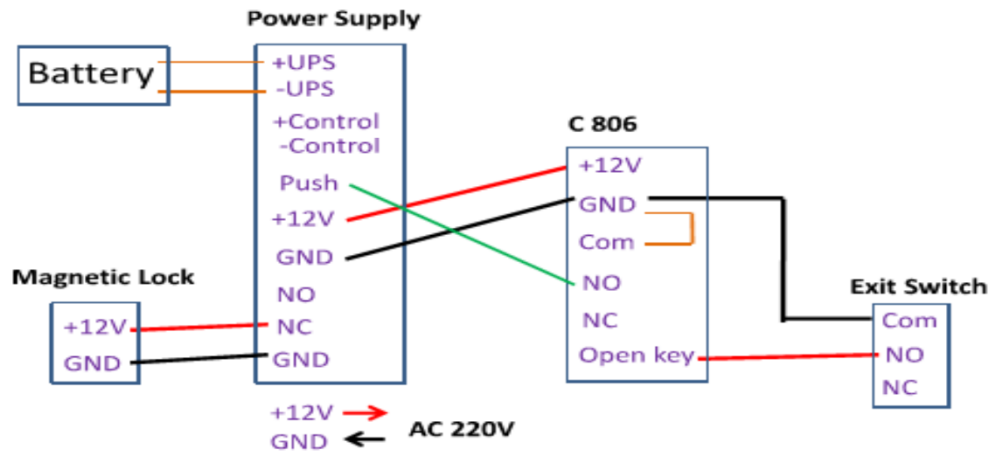 Power Supply
Battery
+UPS
-UPS
+Control
-Control
Push
+12V
GND
NO
NC
GND
C 806
+12V
GND
Com
NO
NC
Open key
Magnetic Lock
+12V
GND
Exit Switch
Com
NO
NC
+12V
GND
AC 220V